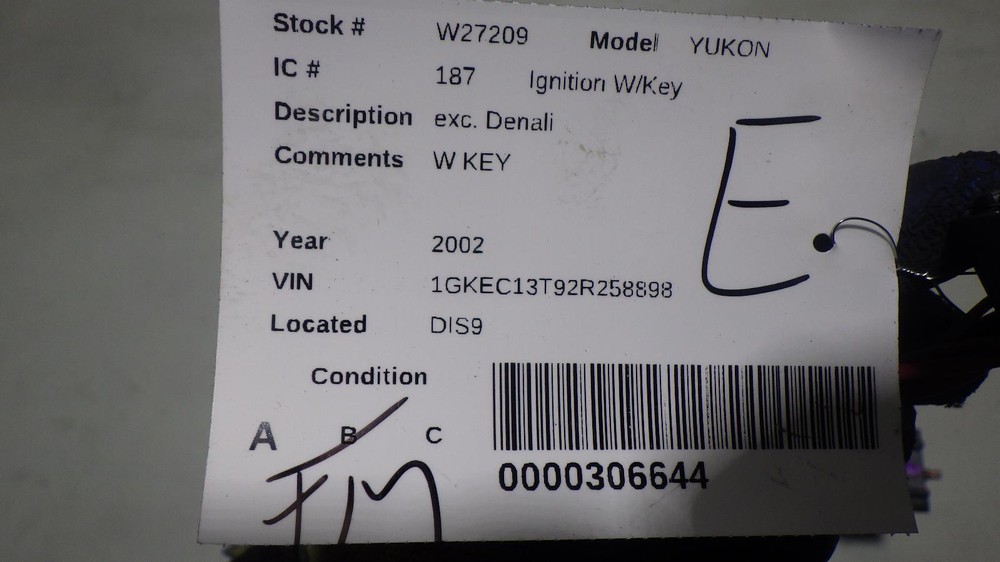 Stock # W27209 Model YUKON
IC # 187 Ignition W/Key
Description exc. Denali
Comments W KEY
E
Year 2002
VIN 1GKEC13T92R258898
Located DIS9
Condition
A B C
0000306644